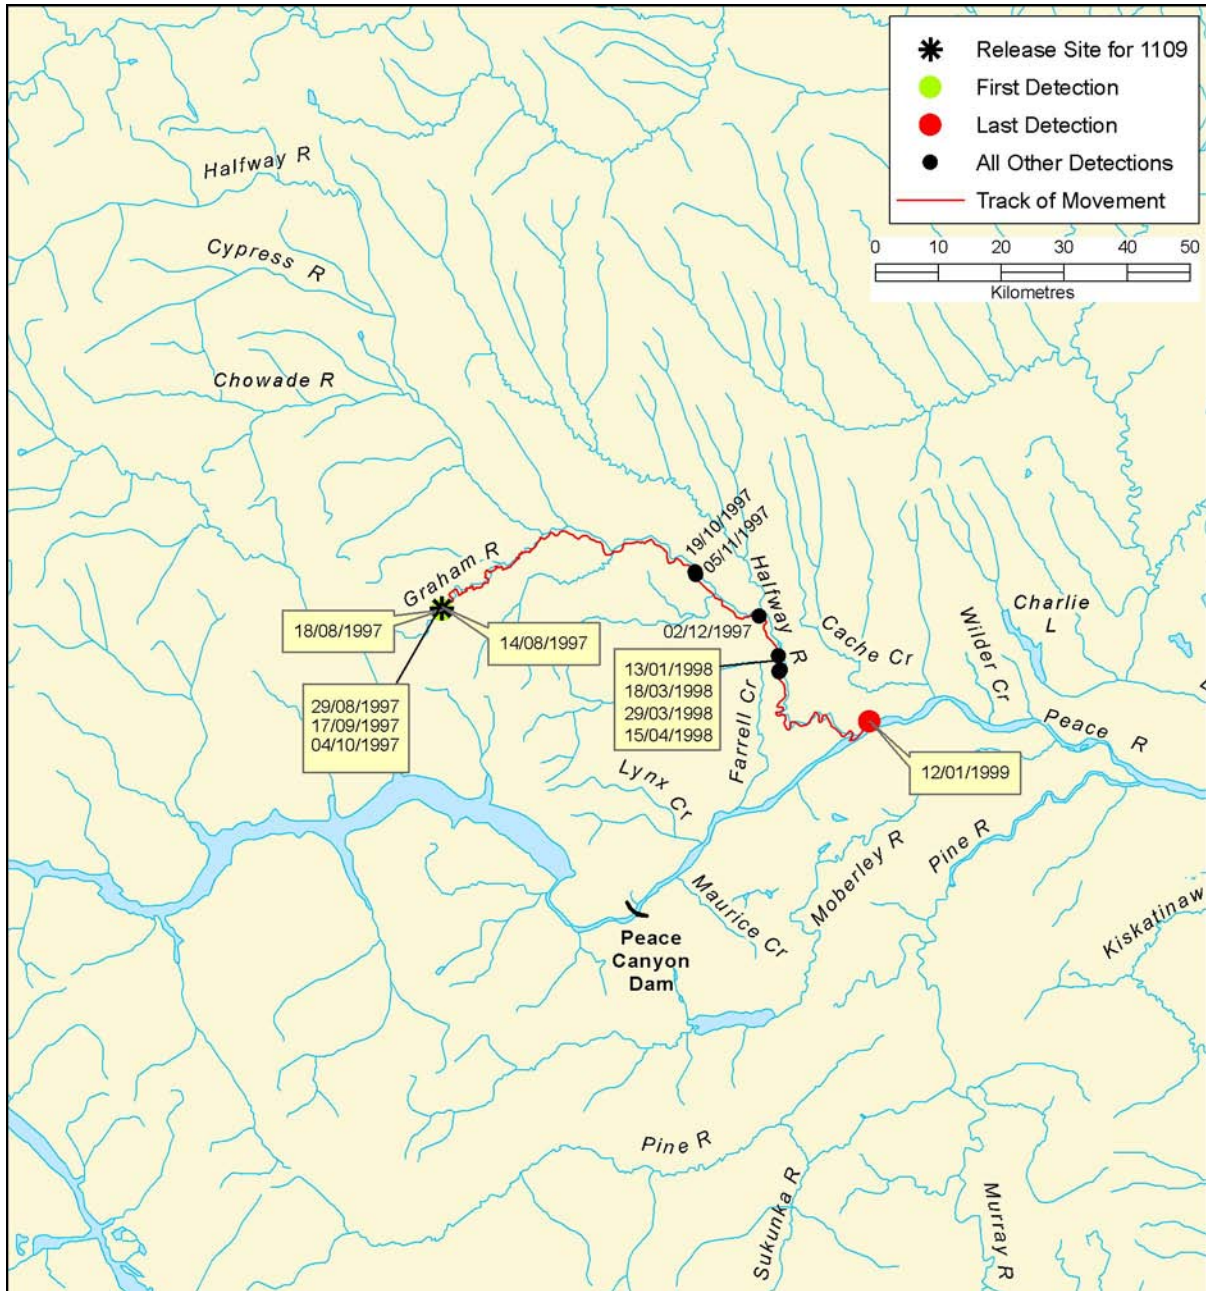 Release Site for 1109
First Detection
Last Detection
All Other Detections
Track of Movement
0 10 20 30 40 50
Kilometres
Halfway R
Cypress R
Chowade R
19/10/1997
05/11/1997
Graham R
Halfway R
18/08/1997
14/08/1997
02/12/1997
Cache Cr
Wilder Cr
Charlie
L
29/08/1997
17/09/1997
04/10/1997
13/01/1998
18/03/1998
29/03/1998
15/04/1998
Farrell Cr
Peace R
12/01/1999
Lynx Cr
Moberley R
Pine R
Maurice Cr
Kiskatinaw
Peace
Canyon
Dam
Pine R
Sukunka R
Murray R